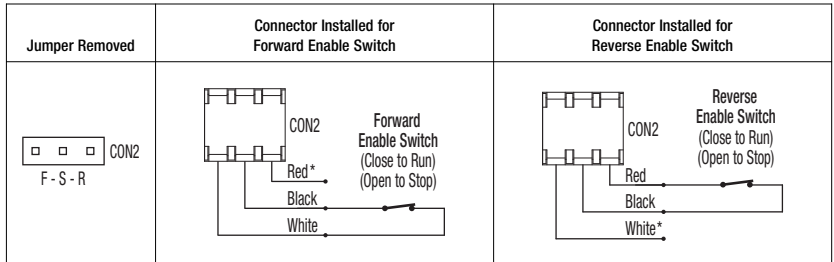 Jumper Removed
Connector Installed for
Forward Enable Switch
Connector Installed for
Reverse Enable Switch
CON2
F - S - R
CON2
Forward
Enable Switch
(Close to Run)
(Open to Stop)
Red*
Black
White
CON2
Reverse
Enable Switch
(Close to Run)
(Open to Stop)
Red
Black
White*